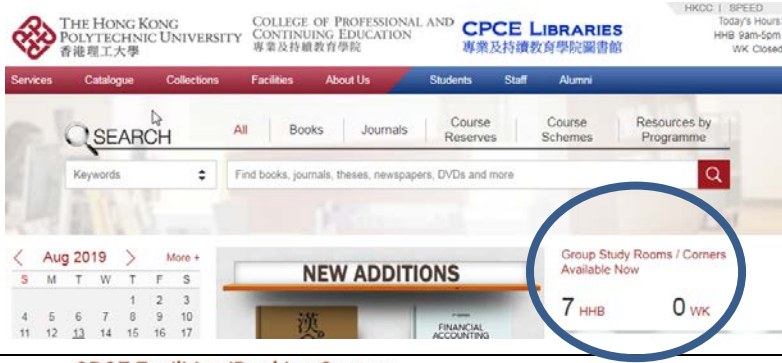 HKCC | SPEED
THE HONG KONG
POLYTECHNIC UNIVERSITY
香港理工大學
COLLEGE OF PROFESSIONAL AND
CONTINUING EDUCATION
專業及持續教育學院
CPCE LIBRARIES
專業及持續教育學院圖書館
Today's Hours:
HHB 9am-5pm
WK Closed
Services Catalogue Collections Facilities About Us Students Staff Alumni
SEARCH
All Books Journals Course Reserves Course Schemes Resources by Programme
Keywords Find books, journals, theses, newspapers, DVDs and more
Aug 2019 More +
S M T W T F S
1 2 3
4 5 6 7 8 9 10
11 12 13 14 15 16 17
NEW ADDITIONS
漢
FINANCIAL
ACCOUNTING
Group Study Rooms / Corners
Available Now
7 HHB 0 WK